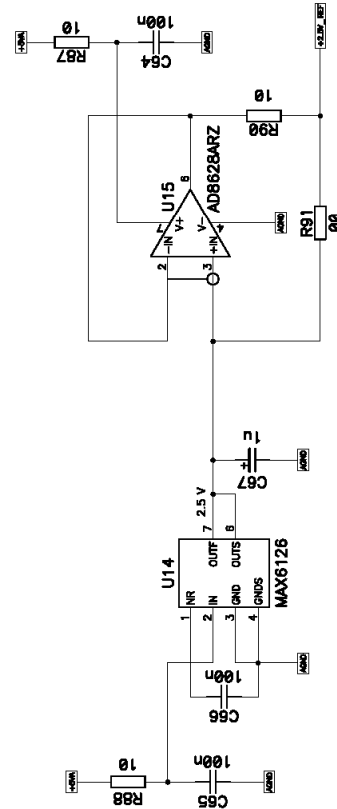 +5VA
R88
10
C65
100n
AGND
C66
100n
U14
NR
IN
GND
GNDS
OUTF
OUTS
1
2
3
4
7
6
MAX6126
AGND
2.5 V
C67
1u
+
AGND
U15
AD8628ARZ
-IN
+IN
V+
V-
2
3
7
4
6
AGND
+5VA
R87
10
C64
100n
AGND
R90
10
R91
+2.5V_REF